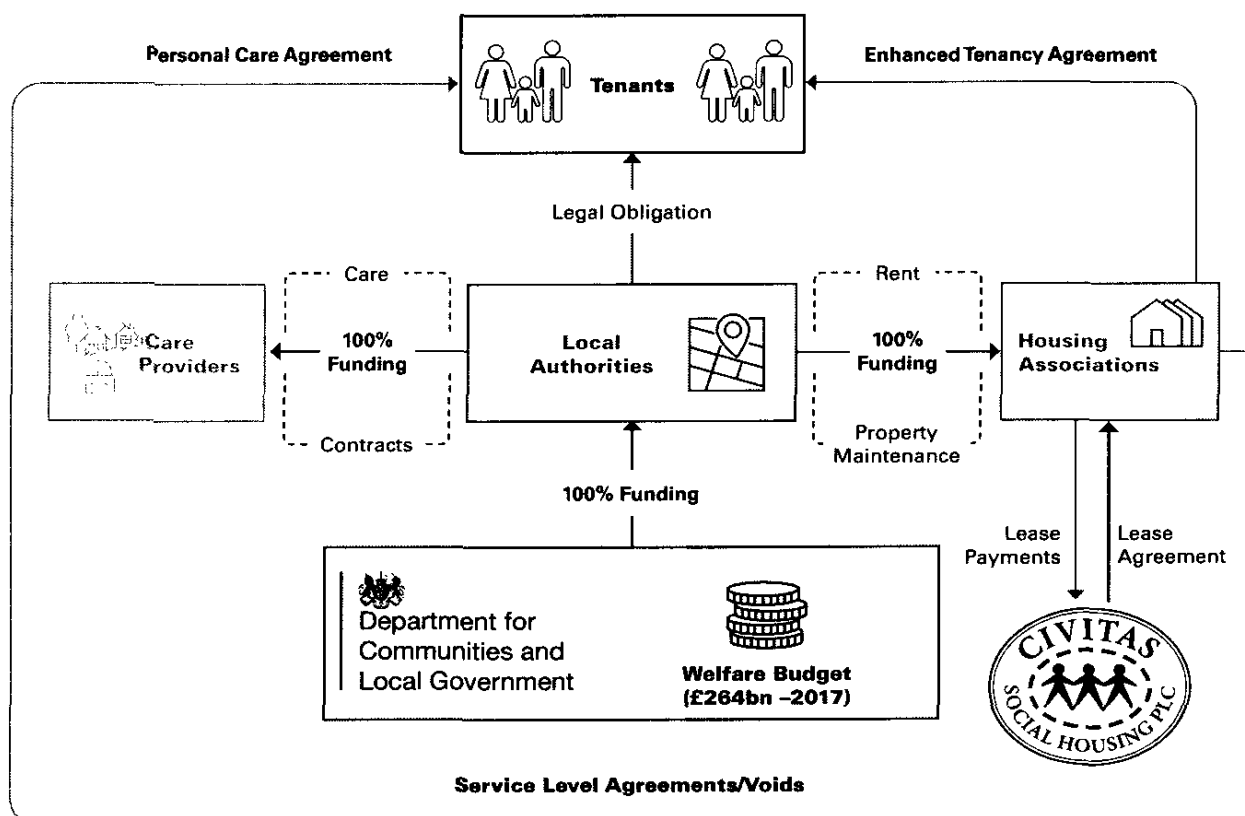 Personal Care Agreement
Enhanced Tenancy Agreement
Tenants
Legal Obligation
Care
Rent
Care
Providers
100%
Funding
Local
Authorities
100%
Funding
Housing
Associations
Contracts
Property
Maintenance
100% Funding
Lease
Payments
Lease
Agreement
Department for
Communities and
Local Government
Welfare Budget
(£264bn –2017)
CIVITAS
SOCIAL HOUSING PLC
Service Level Agreements/Voids